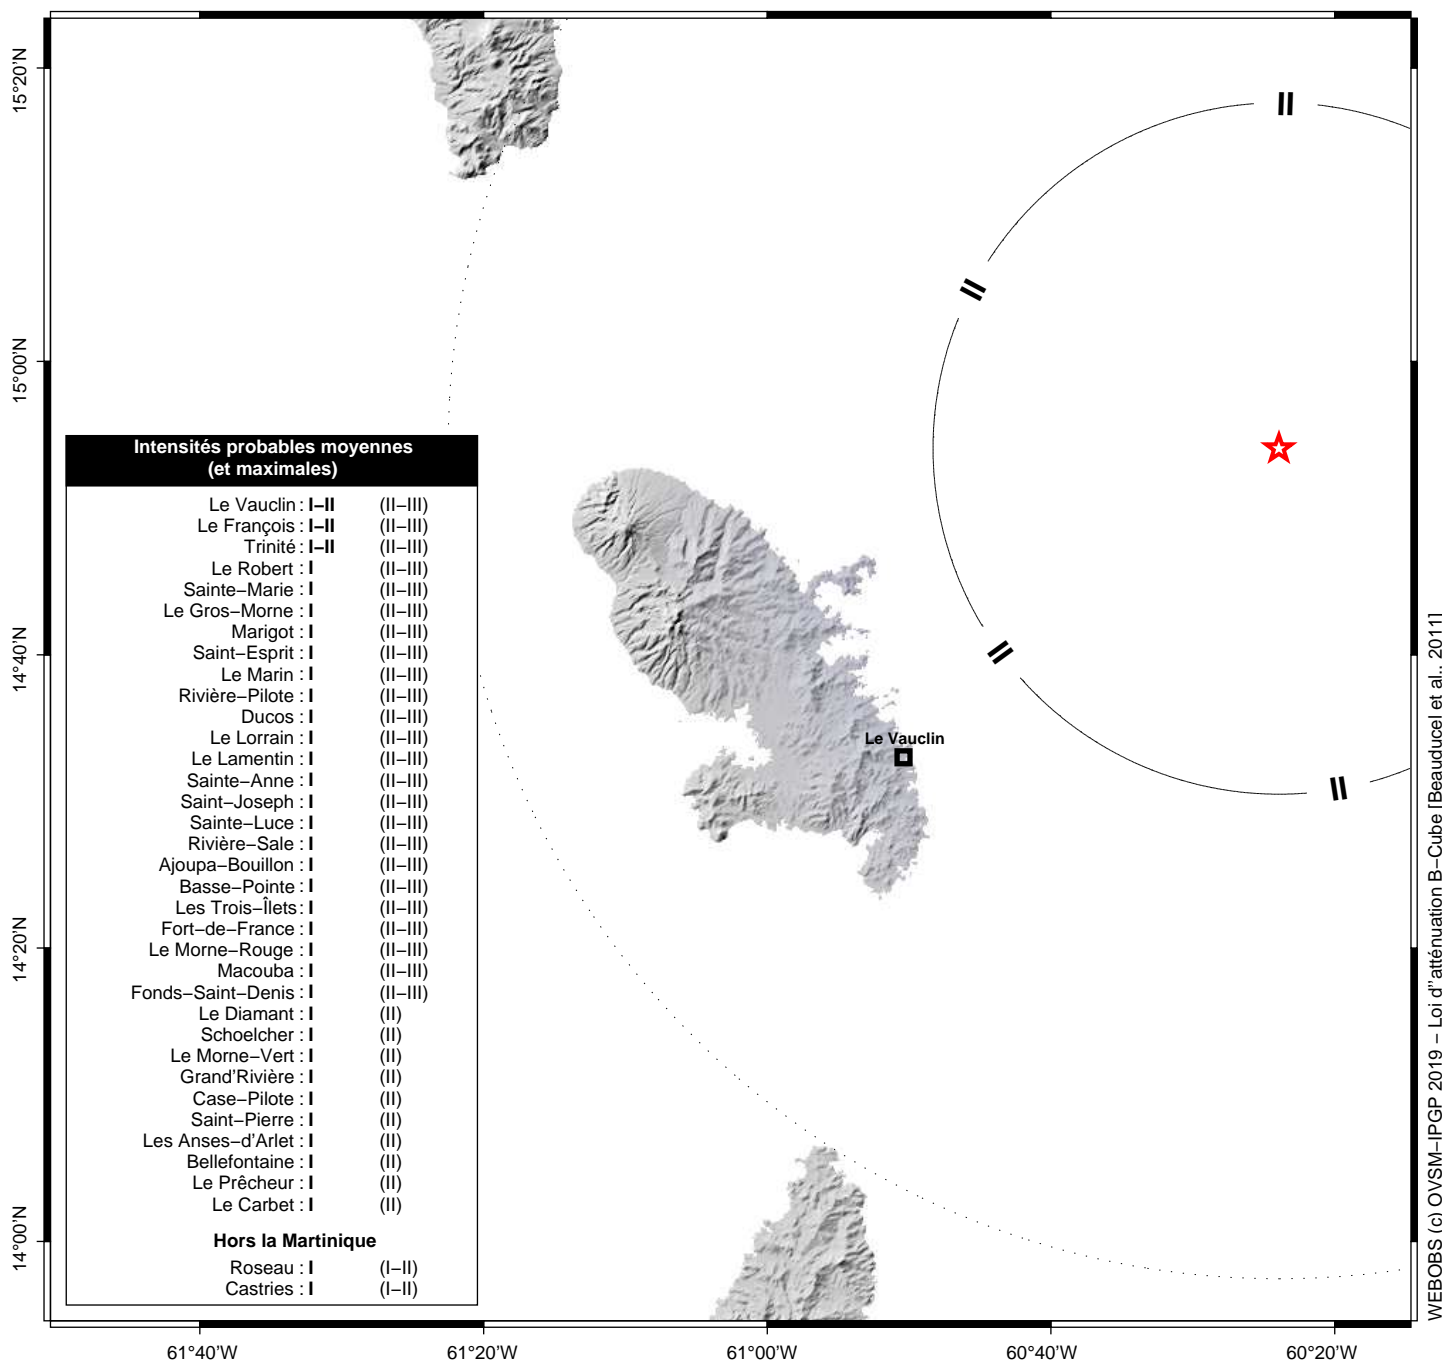 15°20'N
15°00'N
14°40'N
14°20'N
14°00'N
II
II
II
II
Le Vauclin
Intensités probables moyennes
(et maximales)
Le Vauclin : I–II (II–III)
Le François : I–II (II–III)
Trinité : I–II (II–III)
Le Robert : I (II–III)
Sainte–Marie : I (II–III)
Le Gros–Morne : I (II–III)
Marigot : I (II–III)
Saint–Esprit : I (II–III)
Le Marin : I (II–III)
Rivière–Pilote : I (II–III)
Ducos : I (II–III)
Le Lorrain : I (II–III)
Le Lamentin : I (II–III)
Sainte–Anne : I (II–III)
Saint–Joseph : I (II–III)
Sainte–Luce : I (II–III)
Rivière–Sale : I (II–III)
Ajoupa–Bouillon : I (II–III)
Basse–Pointe : I (II–III)
Les Trois–Îlets : I (II–III)
Fort–de–France : I (II–III)
Le Morne–Rouge : I (II–III)
Macouba : I (II–III)
Fonds–Saint–Denis : I (II–III)
Le Diamant : I (II)
Schoelcher : I (II)
Le Morne–Vert : I (II)
Grand'Rivière : I (II)
Case–Pilote : I (II)
Saint–Pierre : I (II)
Les Anses–d'Arlet : I (II)
Bellefontaine : I (II)
Le Prêcheur : I (II)
Le Carbet : I (II)
Hors la Martinique
Roseau : I (I–II)
Castries : I (I–II)
61°40'W
61°20'W
61°00'W
60°40'W
60°20'W
WEBOBS (c) OVSM–IPGP 2019 – Loi d''atténuation B–Cube [Beauducel et al., 2011]